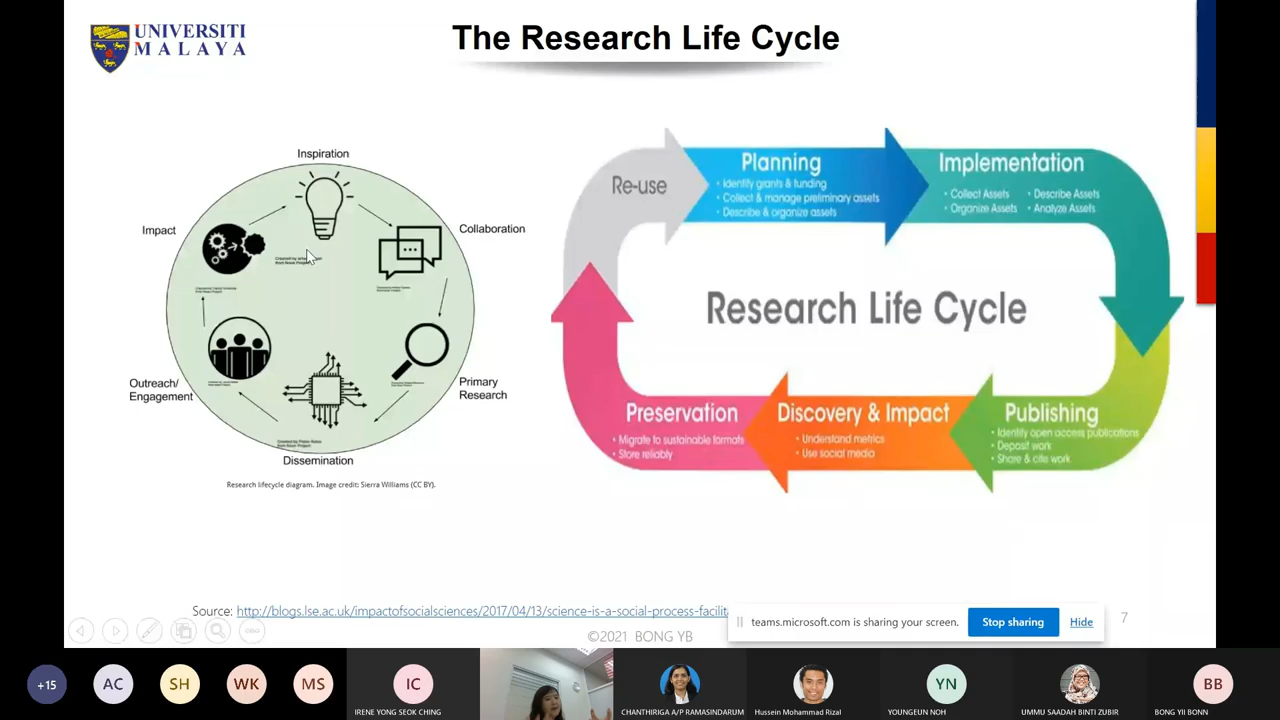 UNIVERSITI
MALAYA
The Research Life Cycle
Inspiration
Impact
Collaboration
Outreach/
Engagement
Primary
Research
Dissemination
Research lifecycle diagram. Image credit: Sierra Williams (CC BY).
Re-use
Planning
• Identify grants & funding
• Collect & manage preliminary assets
• Describe & organize assets
Implementation
• Collect Assets • Describe Assets
• Organize Assets • Analyze Assets
Research Life Cycle
Preservation
• Migrate to sustainable formats
• Store reliably
Discovery & Impact
• Understand metrics
• Use social media
Publishing
• Identify open access publications
• Deposit work
• Share & cite work
Source: http://blogs.lse.ac.uk/impactofsocialsciences/2017/04/13/science-is-a-social-process-facilit
teams.microsoft.com is sharing your screen.
Stop sharing
Hide
7
©2021 BONG YB
+15
AC
SH
WK
MS
IC
YN
BB
IRENE YONG SEOK CHING
CHANTHIRIGA A/P RAMASINDARUM
Hussein Mohammad Rizal
YOUNGEUN NOH
UMMU SAADAH BINTI ZUBIR
BONG YII BONN